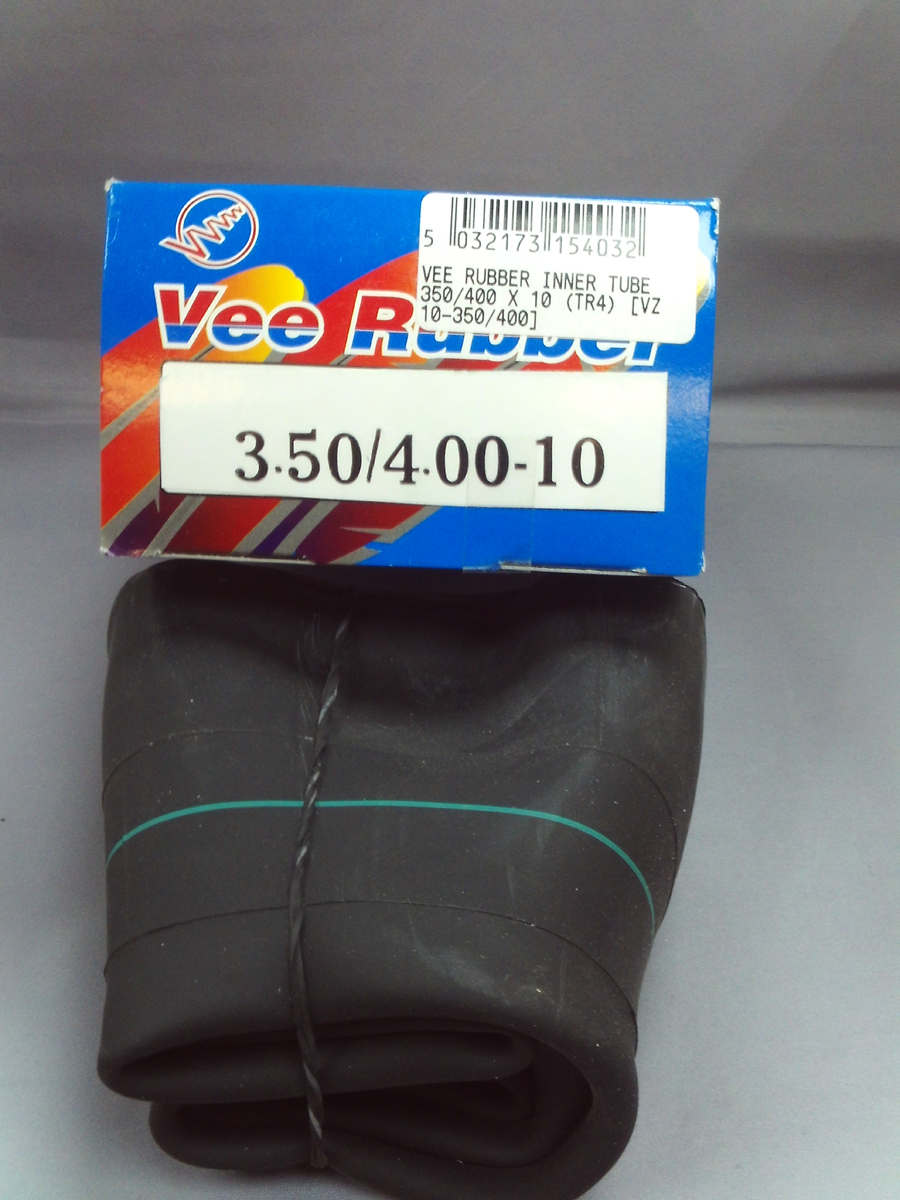 5 032173 154032
VEE RUBBER INNER TUBE
350/400 X 10 (TR4) [VZ
10-350/400]
Vee Rubber
3.50/4.00-10